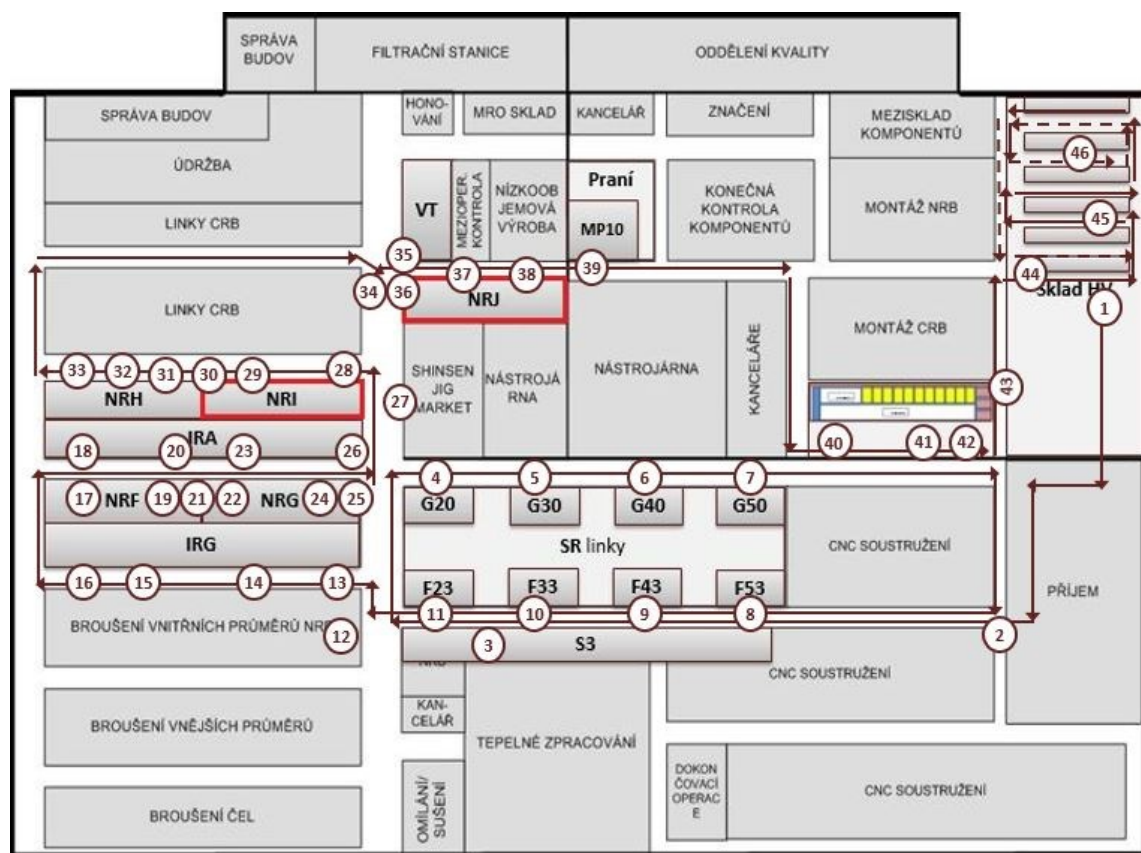 SPRÁVA
BUDOV
FILTRAČNÍ STANICE
ODDĚLENÍ KVALITY
SPRÁVA BUDOV
HONO-
VÁNÍ
MRO SKLAD
KANCELÁŘ
ZNAČENÍ
MEZISKLAD
KOMPONENTŮ
46
ÚDRŽBA
VT
MEZIOPER.
KONTROLA
NÍZKOOB
JEMOVÁ
VÝROBA
Praní
MP10
KONEČNÁ
KONTROLA
KOMPONENTŮ
MONTÁŽ NRB
45
LINKY CRB
35
37
38
39
44
Sklad HV
1
34
36
NRJ
LINKY CRB
MONTÁŽ CRB
SHINSEN
JIG
MARKET
NÁSTROJÁ
RNA
NÁSTROJÁRNA
KANCELÁŘE
33
32
31
30
29
28
NRH
NRI
27
43
IRA
18
20
23
26
40
41
42
4
5
6
7
17
NRF
19
21
22
NRG
24
25
G20
G30
G40
G50
IRG
SR linky
CNC SOUSTRUŽENÍ
PŘÍJEM
16
15
14
13
F23
F33
F43
F53
11
10
9
8
BROUŠENÍ VNITŘNÍCH PRŮMĚRŮ
12
3
S3
2
CNC SOUSTRUŽENÍ
KAN-
CELÁŘ
BROUŠENÍ VNĚJŠÍCH PRŮMĚRŮ
TEPELNÉ ZPRACOVÁNÍ
OMÍLÁNÍ/
SUŠENÍ
DOKON
ČOVACÍ
OPERAC
E
CNC SOUSTRUŽENÍ
BROUŠENÍ ČEL